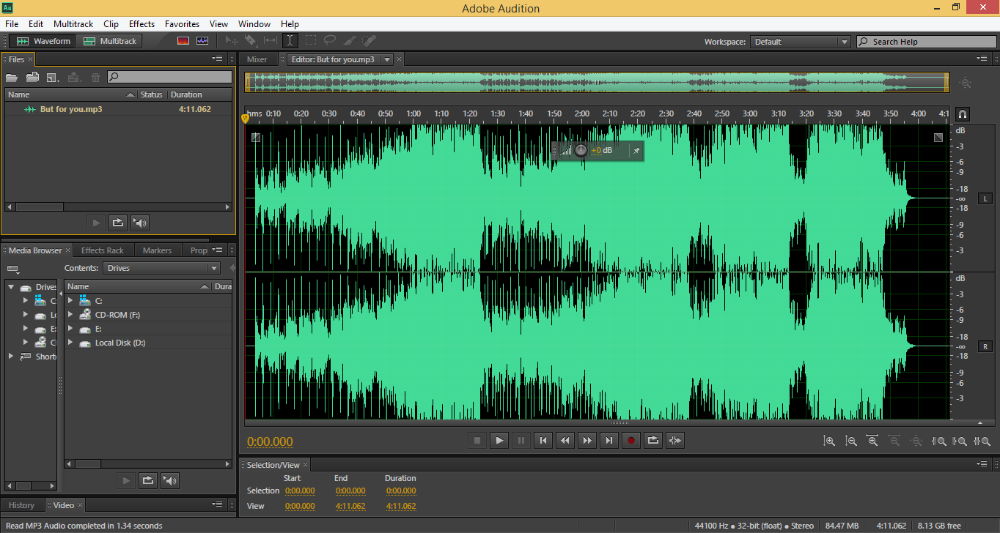 Au
Adobe Audition
File Edit Multitrack Clip Effects Favorites View Window Help
Waveform Multitrack Workspace: Default Search Help
Files × Mixer Editor: But for you.mp3 ×
Name Status Duration
But for you.mp3 4:11.062
hms 0:10 0:20 0:30 0:40 0:50 1:00 1:10 1:20 1:30 1:40 1:50 2:00 2:10 2:20 2:30 2:40 2:50 3:00 3:10 3:20 3:30 3:40 3:50 4:00 4:1
dB
-3
+0 dB
-6
-9
-18
-∞ L
-18
-9
-6
-3
Media Browser × Effects Rack Markers Prop
Contents: Drives
Name Dura
Drives
C: C:
Lo CD-ROM (F:)
E: E:
CI Local Disk (D:)
Shortc
dB
-3
-6
-9
-18
-∞ R
-18
-9
-6
-3
0:00.000
Selection/View ×
Start End Duration
Selection 0:00.000 0:00.000 0:00.000
View 0:00.000 4:11.062 4:11.062
History Video ×
Read MP3 Audio completed in 1.34 seconds 44100 Hz ● 32-bit (float) ● Stereo 84.47 MB 4:11.062 8.13 GB free